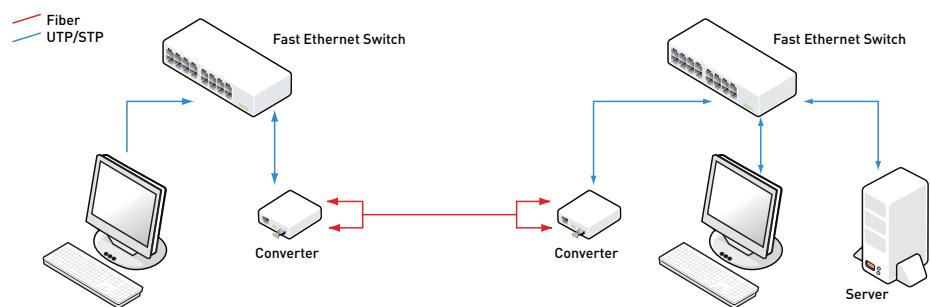 Fiber
UTP/STP
Fast Ethernet Switch
Fast Ethernet Switch
Converter
Converter
Server